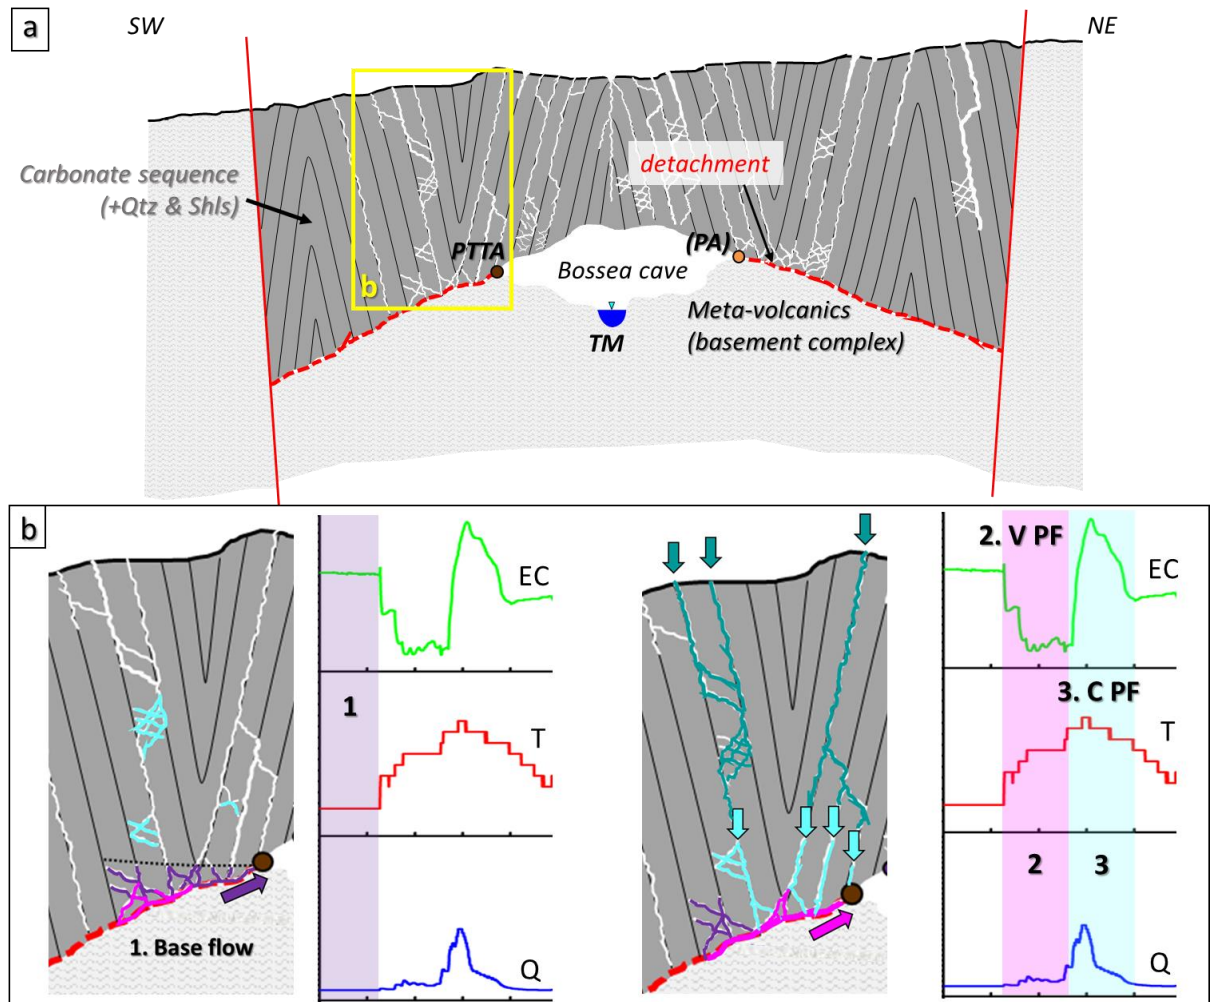 a
SW
NE
Carbonate sequence
(+Qtz & Shls)
detachment
PTTA
(PA)
Bossea cave
b
TM
Meta-volcanics
(basement complex)
b
EC
1
T
1. Base flow
Q
2. V PF
EC
3. C PF
T
2
3
Q